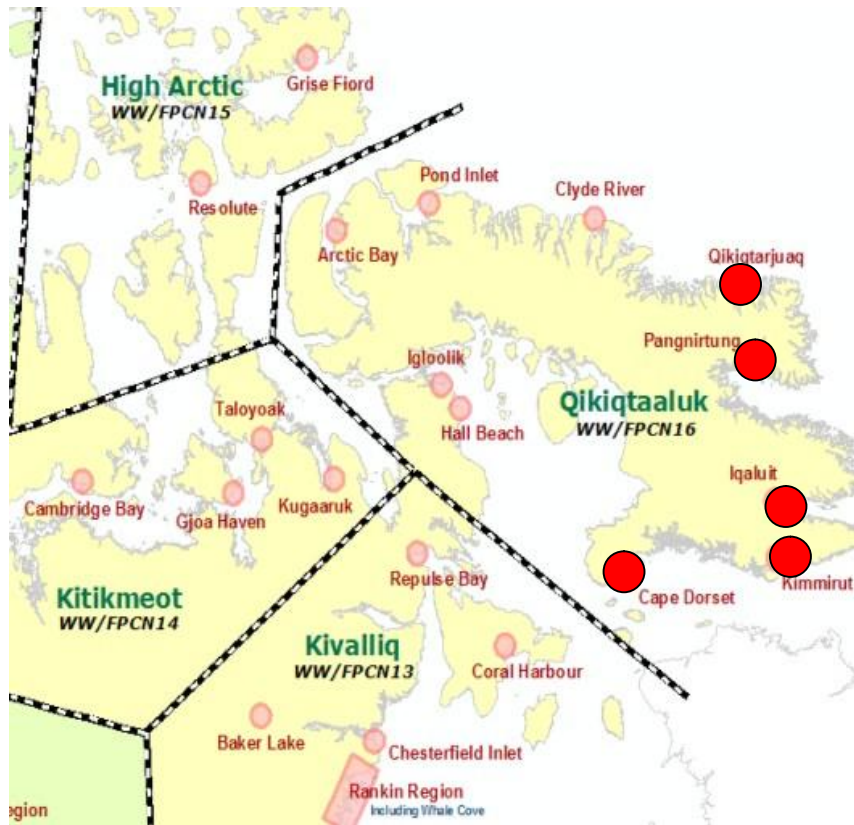 High Arctic
WW/FPCN15
Grise Fiord
Resolute
Pond Inlet
Clyde River
Arctic Bay
Qikiqtarjuaq
Pangnirtung
Igloolik
Hall Beach
Qikiqtaaluk
WW/FPCN16
Taloyoak
Cambridge Bay
Gjoa Haven
Kugaaruk
Iqaluit
Kimmirut
Cape Dorset
Repulse Bay
Kitikmeot
WW/FPCN14
Kivalliq
WW/FPCN13
Coral Harbour
Baker Lake
Chesterfield Inlet
Rankin Region
Including Whale Cove
egion